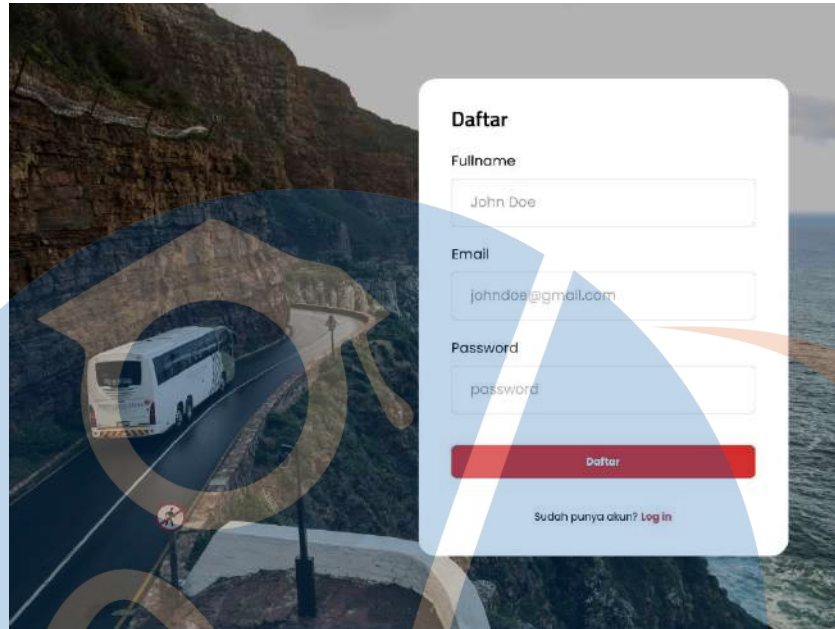 Daftar
Fullname
John Doe
Email
johndoe@gmail.com
Password
password
Daftar
Sudah punya akun? Log in